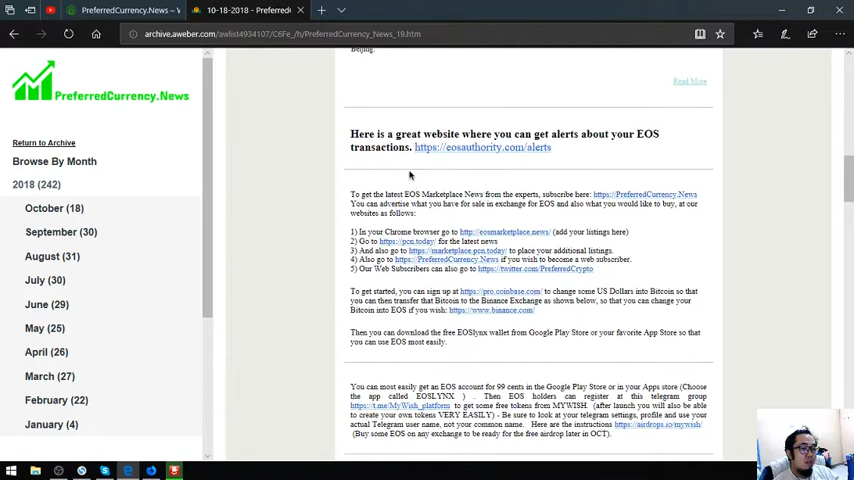 PreferredCurrency.News – V
10-18-2018 - Preferred
archive.aweber.com/awlist4934107/C6Fe_/h/PreferredCurrency_News_19.htm
PreferredCurrency.News
Return to Archive
Browse By Month
2018 (242)
October (18)
September (30)
August (31)
July (30)
June (29)
May (25)
April (26)
March (27)
February (22)
January (4)
Beijing.
Read More
Here is a great website where you can get alerts about your EOS
transactions. https://eosauthority.com/alerts
To get the latest EOS Marketplace News from the experts, subscribe here: https://PreferredCurrency.News
You can advertise what you have for sale in exchange for EOS and also what you would like to buy, at our
websites as follows:
1) In your Chrome browser go to http://eosmarketplace.news/ (add your listings here)
2) Go to https://pcn.today/ for the latest news
3) And also go to https://marketplace.pcn.today/ to place your additional listings.
4) Also go to https://PreferredCurrency.News if you wish to become a web subscriber.
5) Our Web Subscribers can also go to https://twitter.com/PreferredCrypto
To get started, you can sign up at https://pro.coinbase.com/ to change some US Dollars into Bitcoin so that
you can then transfer that Bitcoin to the Binance Exchange as shown below, so that you can change your
Bitcoin into EOS if you wish: https://www.binance.com/
Then you can download the free EOSlynx wallet from Google Play Store or your favorite App Store so that
you can use EOS most easily.
You can most easily get an EOS account for 99 cents in the Google Play Store or in your Apps store (Choose
the app called EOSLYNX ) . Then EOS holders can register at this telegram group
https://t.me/MyWish_platform to get some free tokens from MYWISH. (after launch you will also be able
to create your own tokens VERY EASILY) - Be sure to look at your telegram settings, profile and use your
actual Telegram user name, not your common name. Here are the instructions https://airdrops.io/mywish/
(Buy some EOS on any exchange to be ready for the free airdrop later in OCT).